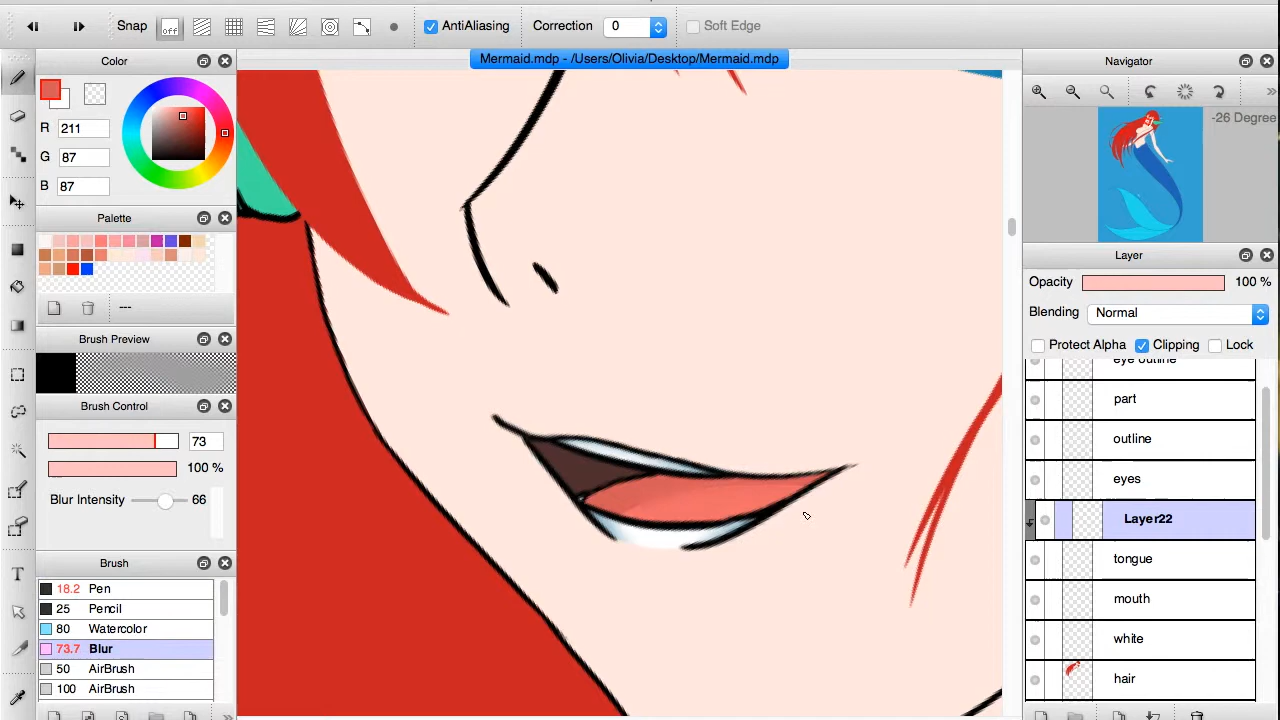 Snap off AntiAliasing Correction 0 Soft Edge
Mermaid.mdp - /Users/Olivia/Desktop/Mermaid.mdp
Color
R 211
G 87
B 87
Palette
---
Brush Preview
Brush Control
73
100 %
Blur Intensity 66
Brush
18.2 Pen
25 Pencil
80 Watercolor
73.7 Blur
50 AirBrush
100 AirBrush
T
Navigator
»
-26 Degree
Layer
Opacity 100 %
Blending Normal
Protect Alpha Clipping Lock
eye outline
part
outline
eyes
Layer22
tongue
mouth
white
hair